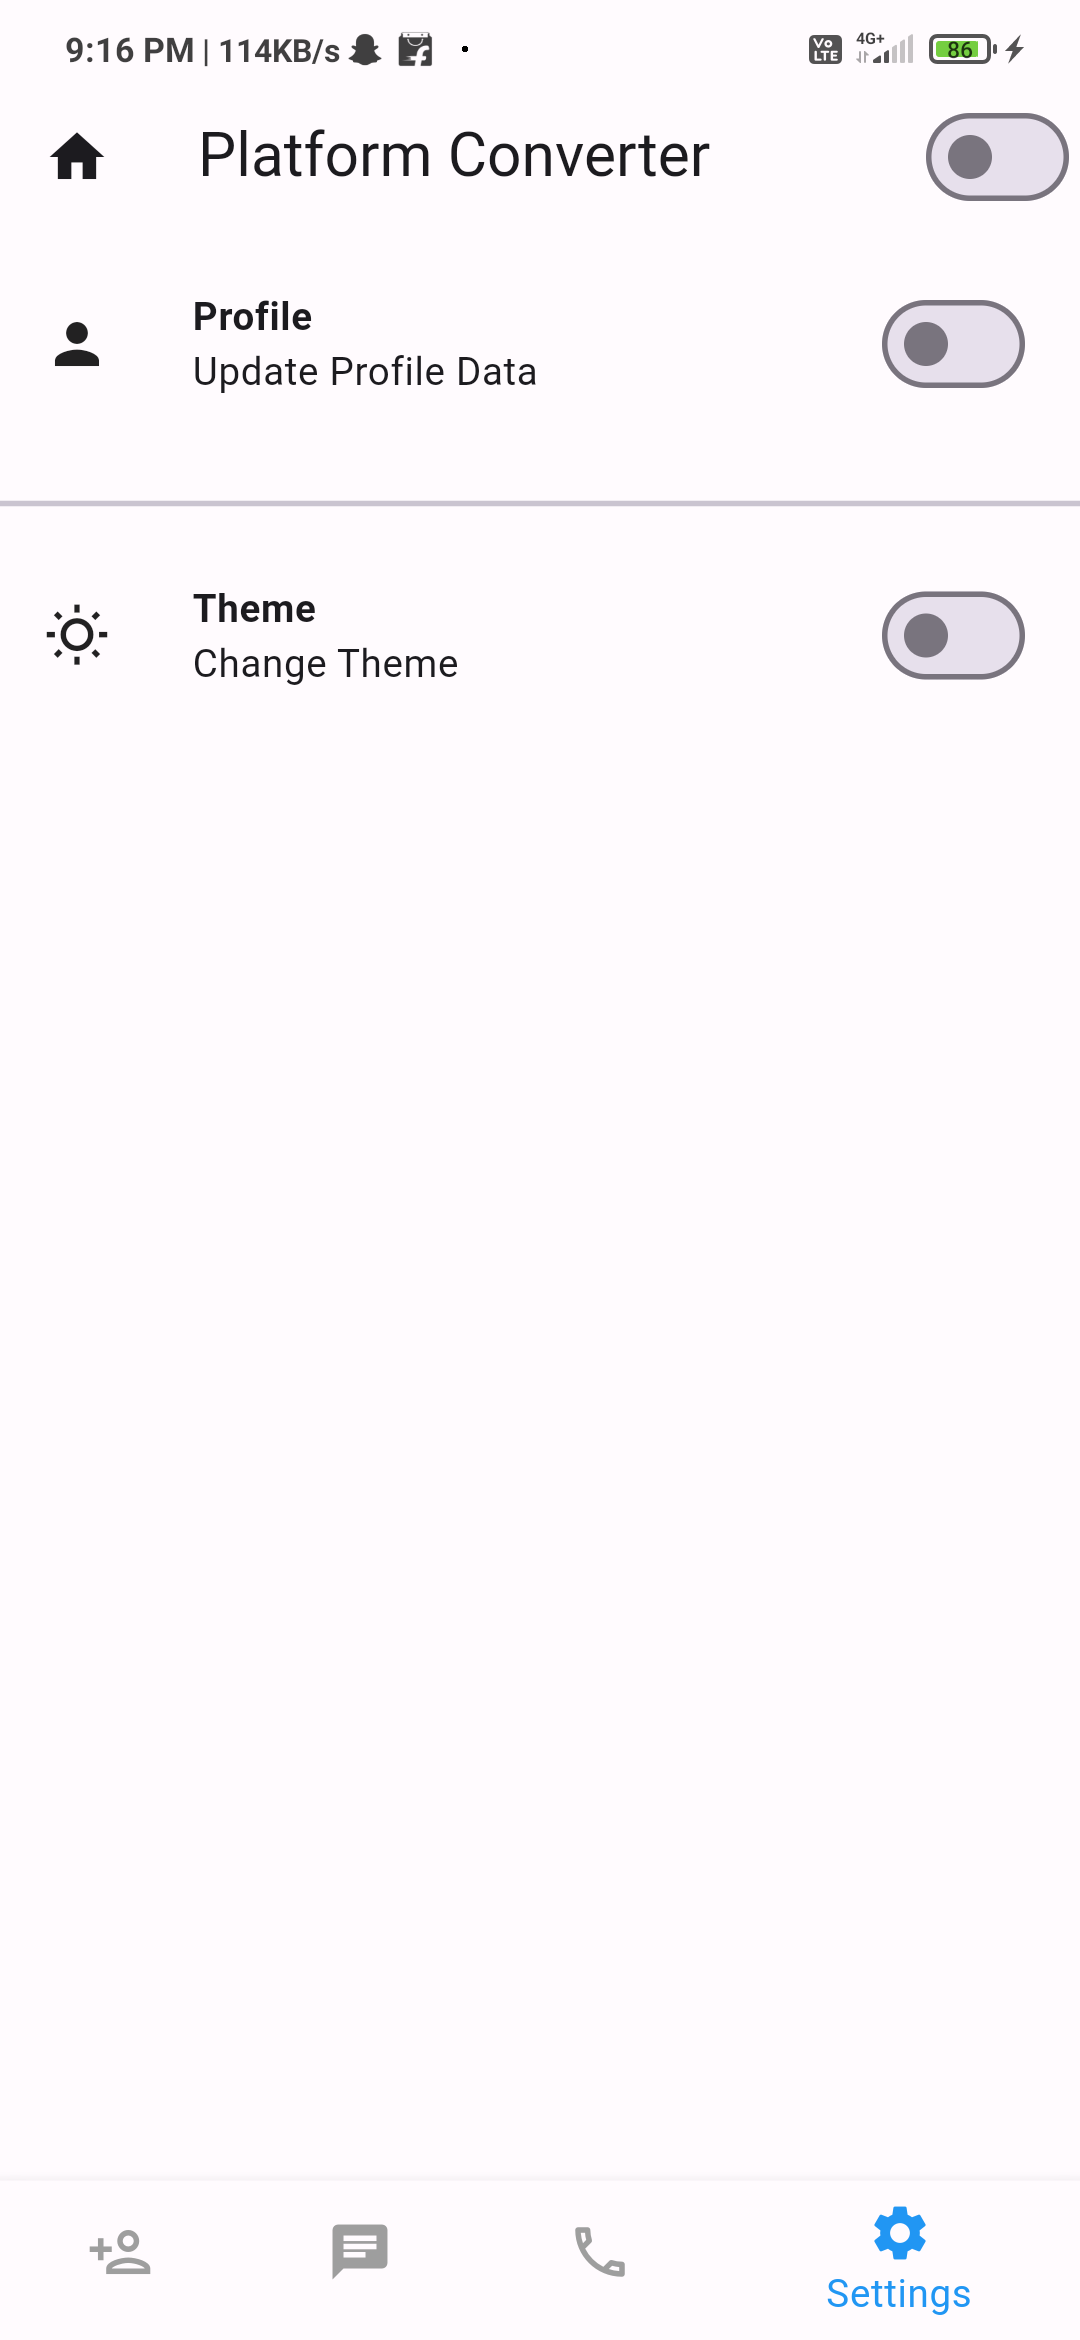 9:16 PM | 114KB/s
Vo LTE 4G+ 86
Platform Converter
Profile
Update Profile Data
Theme
Change Theme
Settings